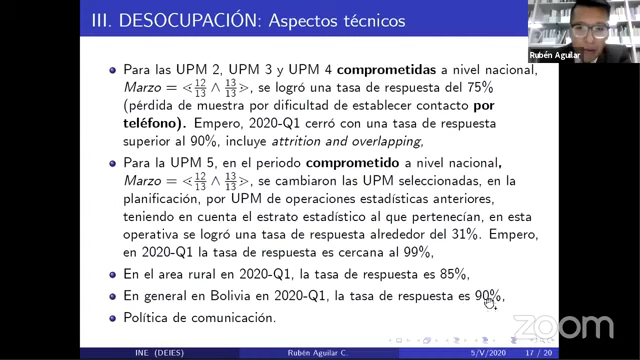 III. DESOCUPACIÓN: Aspectos técnicos
Rubén Aguilar
Para las UPM 2, UPM 3 y UPM 4 comprometidas a nivel nacional,
Marzo = <12/13 ∧ 13/13>, se logró una tasa de respuesta del 75%
(pérdida de muestra por dificultad de establecer contacto por
teléfono). Empero, 2020-Q1 cerró con una tasa de respuesta
superior al 90%, incluye attrition and overlapping,
Para la UPM 5, en el periodo comprometido a nivel nacional,
Marzo = <12/13 ∧ 13/13>, se cambiaron las UPM seleccionadas, en la
planificación, por UPM de operaciones estadísticas anteriores,
teniendo en cuenta el estrato estadístico al que pertenecían, en esta
operativa se logró una tasa de respuesta alrededor del 31%. Empero,
en 2020-Q1 la tasa de respuesta es cercana al 99%,
En el area rural en 2020-Q1, la tasa de respuesta es 85%,
En general en Bolivia en 2020-Q1, la tasa de respuesta es 90%,
Política de comunicación.
zoom
INE (DEIES)
Rubén Aguilar C.
5/V/2020
17 / 20